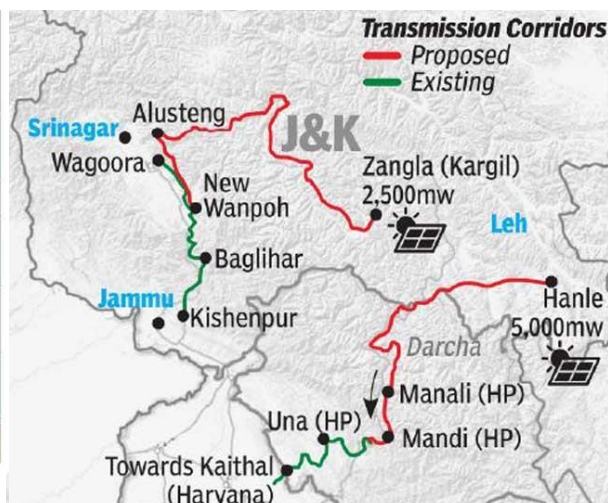 Transmission Corridors
Proposed
Existing
Alusteng
Srinagar
J&K
Wagoora
Zangla (Kargil)
2,500mw
New
Wanpoh
Leh
Baglihar
Hanle
5,000mw
Jammu
Kishenpur
Darcha
Manali (HP)
Una (HP)
Mandi (HP)
Towards Kaithal
(Haryana)